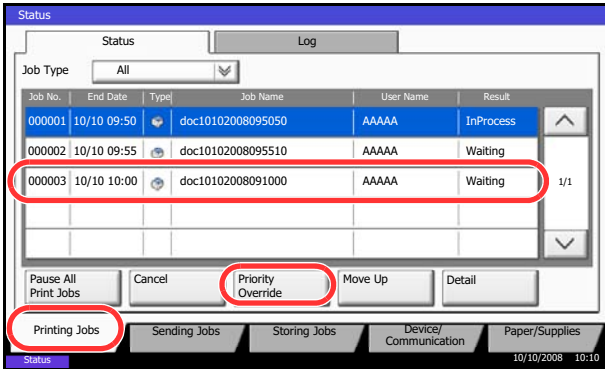 Status
Status Log
Job Type All
Job No. End Date Type Job Name User Name Result
000001 10/10 09:50 doc10102008095050 AAAAA InProcess
000002 10/10 09:55 doc10102008095510 AAAAA Waiting
000003 10/10 10:00 doc10102008091000 AAAAA Waiting 1/1
Pause All Cancel Priority Move Up Detail
Print Jobs Override
Printing Jobs Sending Jobs Storing Jobs Device/ Paper/Supplies
Communication
Status 10/10/2008 10:10